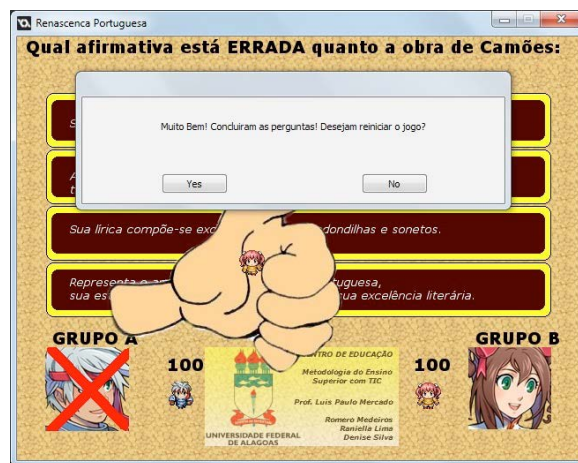 Renascenca Portuguesa
Qual afirmativa está ERRADA quanto a obra de Camões:
Muito Bem! Concluiram as perguntas! Desejam reiniciar o jogo?
Yes
No
Sua lírica compõe-se exc dondilhas e sonetos.
Representa o tuguesa,
sua es sua excelência literária.
GRUPO A
GRUPO B
100
100
CENTRO DE EDUCAÇÃO
Metodologia do Ensino
Superior com TIC
Prof. Luis Paulo Mercado
Romero Medeiros
Raniella Lima
Denise Silva
UNIVERSIDADE FEDERAL
DE ALAGOAS